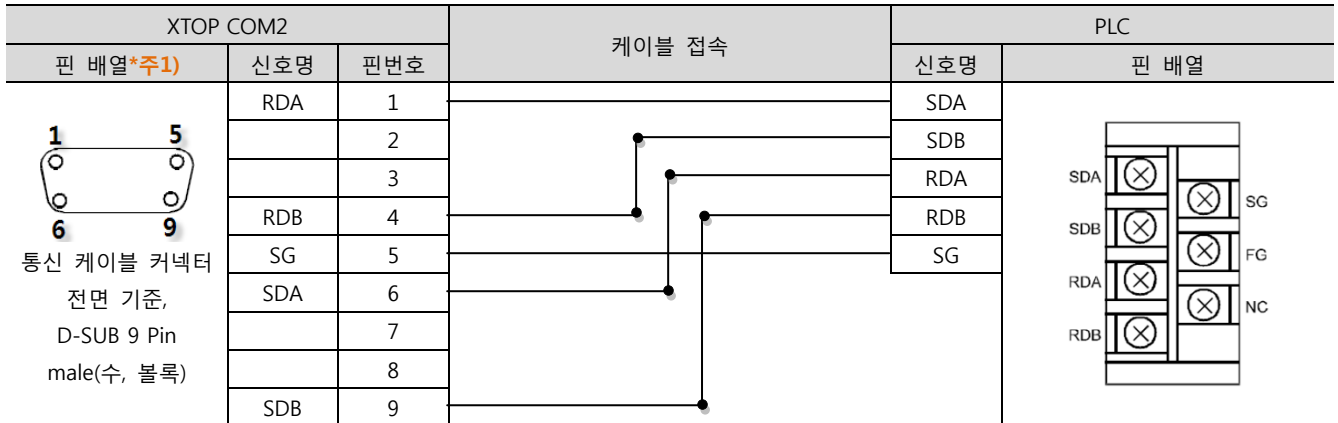 XTOP COM2 케이블 접속 PLC
핀 배열*주1) 신호명 핀번호 신호명 핀 배열
RDA 1 SDA
2 SDB
3 RDA
RDB 4 RDB
SG 5 SG
SDA 6
7
8
SDB 9
1 5
6 9
통신 케이블 커넥터
전면 기준,
D-SUB 9 Pin
male(수, 볼록)
SDA
SG
SDB
FG
RDA
NC
RDB